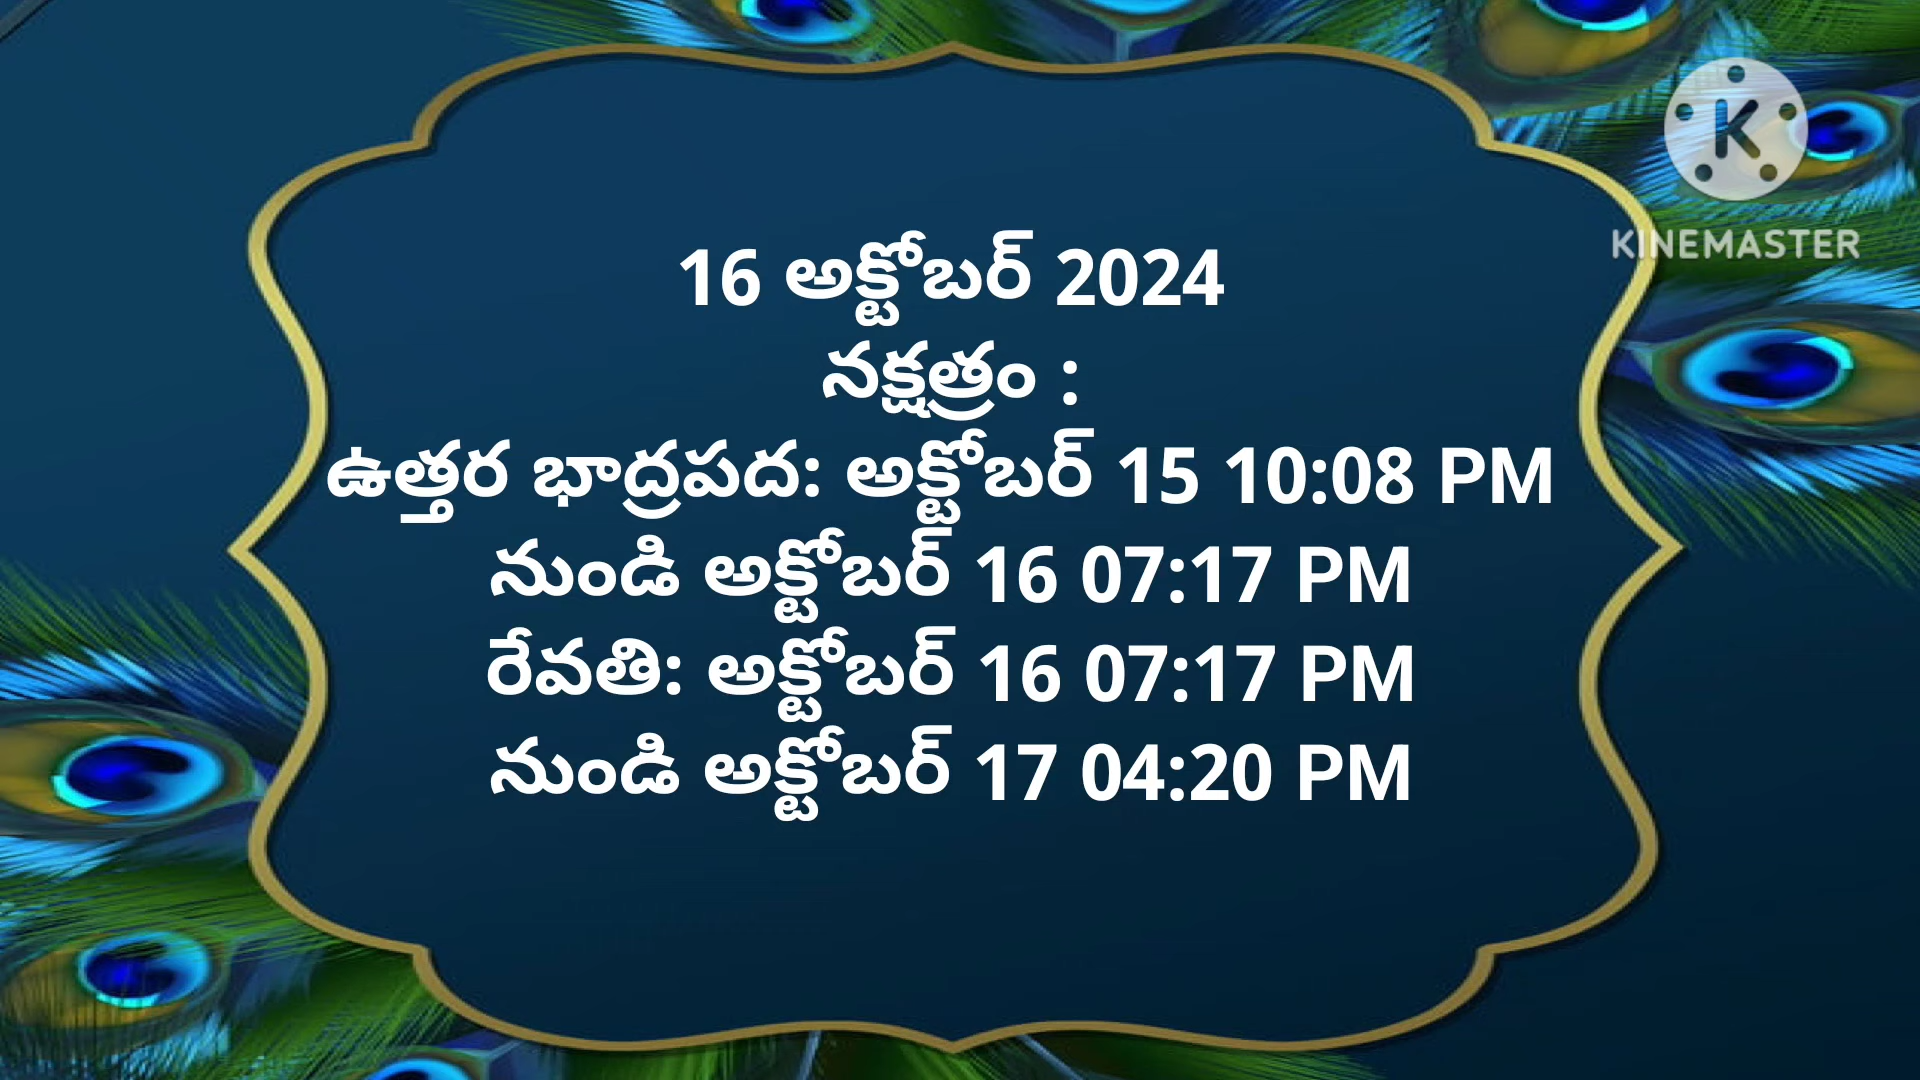 16 అక్టోబర్ 2024
నక్షత్రం :
ఉత్తర భాద్రపద: అక్టోబర్ 15 10:08 PM
నుండి అక్టోబర్ 16 07:17 PM
రేవతి: అక్టోబర్ 16 07:17 PM
నుండి అక్టోబర్ 17 04:20 PM
K
KINEMASTER